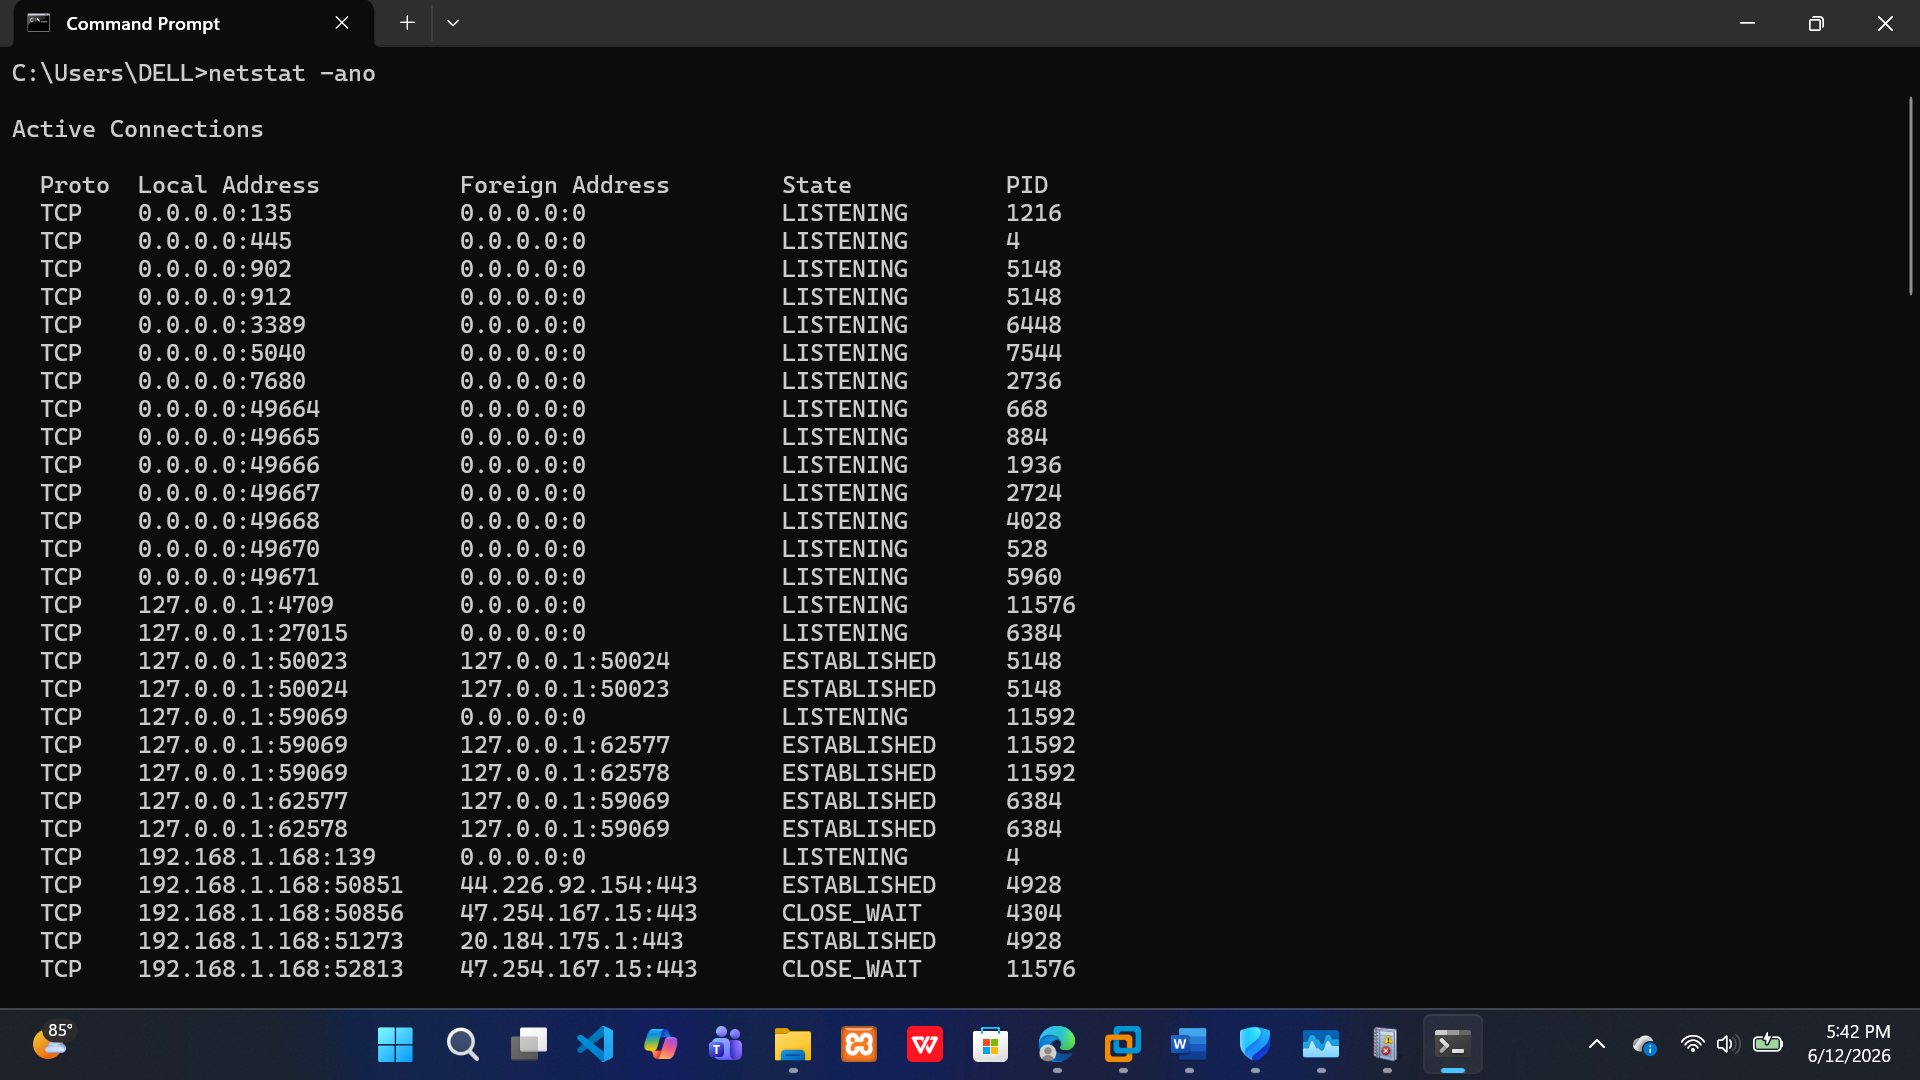 Command Prompt
C:\Users\DELL>netstat -ano
Active Connections
Proto  Local Address          Foreign Address        State           PID
TCP    0.0.0.0:135            0.0.0.0:0              LISTENING       1216
TCP    0.0.0.0:445            0.0.0.0:0              LISTENING       4
TCP    0.0.0.0:902            0.0.0.0:0              LISTENING       5148
TCP    0.0.0.0:912            0.0.0.0:0              LISTENING       5148
TCP    0.0.0.0:3389           0.0.0.0:0              LISTENING       6448
TCP    0.0.0.0:5040           0.0.0.0:0              LISTENING       7544
TCP    0.0.0.0:7680           0.0.0.0:0              LISTENING       2736
TCP    0.0.0.0:49664          0.0.0.0:0              LISTENING       668
TCP    0.0.0.0:49665          0.0.0.0:0              LISTENING       884
TCP    0.0.0.0:49666          0.0.0.0:0              LISTENING       1936
TCP    0.0.0.0:49667          0.0.0.0:0              LISTENING       2724
TCP    0.0.0.0:49668          0.0.0.0:0              LISTENING       4028
TCP    0.0.0.0:49670          0.0.0.0:0              LISTENING       528
TCP    0.0.0.0:49671          0.0.0.0:0              LISTENING       5960
TCP    127.0.0.1:4709         0.0.0.0:0              LISTENING       11576
TCP    127.0.0.1:27015        0.0.0.0:0              LISTENING       6384
TCP    127.0.0.1:50023        127.0.0.1:50024        ESTABLISHED     5148
TCP    127.0.0.1:50024        127.0.0.1:50023        ESTABLISHED     5148
TCP    127.0.0.1:59069        0.0.0.0:0              LISTENING       11592
TCP    127.0.0.1:59069        127.0.0.1:62577        ESTABLISHED     11592
TCP    127.0.0.1:59069        127.0.0.1:62578        ESTABLISHED     11592
TCP    127.0.0.1:62577        127.0.0.1:59069        ESTABLISHED     6384
TCP    127.0.0.1:62578        127.0.0.1:59069        ESTABLISHED     6384
TCP    192.168.1.168:139      0.0.0.0:0              LISTENING       4
TCP    192.168.1.168:50851    44.226.92.154:443      ESTABLISHED     4928
TCP    192.168.1.168:50856    47.254.167.15:443      CLOSE_WAIT      4304
TCP    192.168.1.168:51273    20.184.175.1:443       ESTABLISHED     4928
TCP    192.168.1.168:52813    47.254.167.15:443      CLOSE_WAIT      11576
85°
5:42 PM
6/12/2026